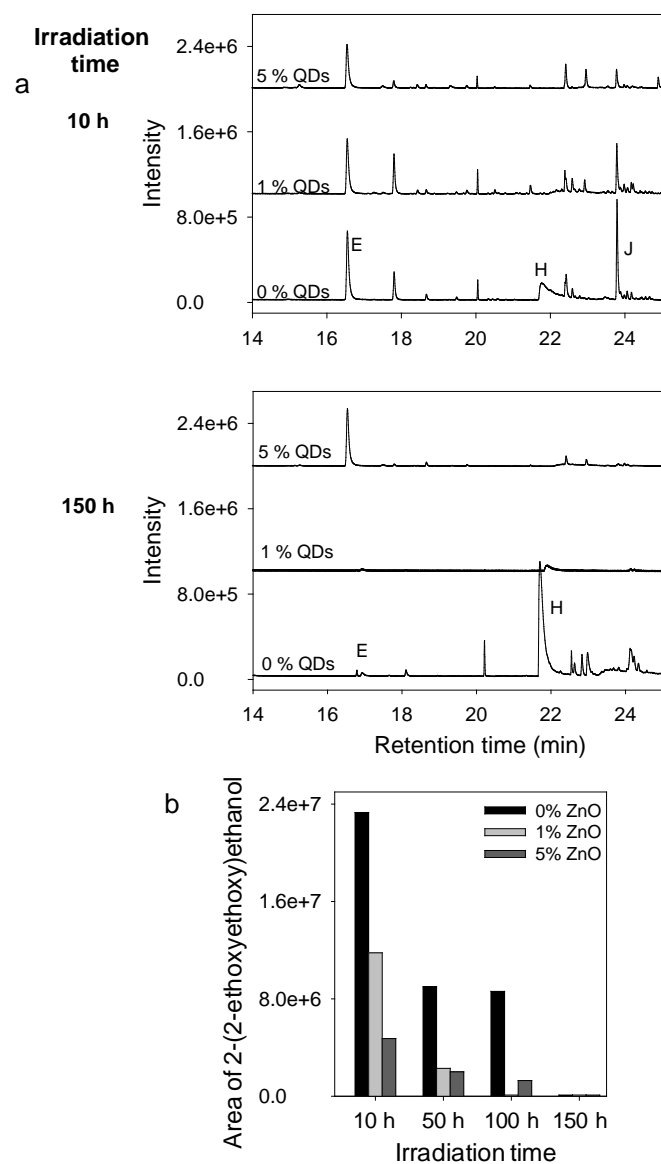 Irradiation
time
a
2.4e+6
5 % QDs
10 h
Intensity
1.6e+6
1 % QDs
8.0e+5
E
H
J
0.0
0 % QDs
14 16 18 20 22 24
2.4e+6
5 % QDs
150 h
Intensity
1.6e+6
1 % QDs
8.0e+5
H
E
0.0
0 % QDs
14 16 18 20 22 24
Retention time (min)
b
Area of 2-(2-ethoxyethoxy)ethanol
2.4e+7
0% ZnO
1% ZnO
5% ZnO
1.6e+7
8.0e+6
0.0
10 h 50 h 100 h 150 h
Irradiation time